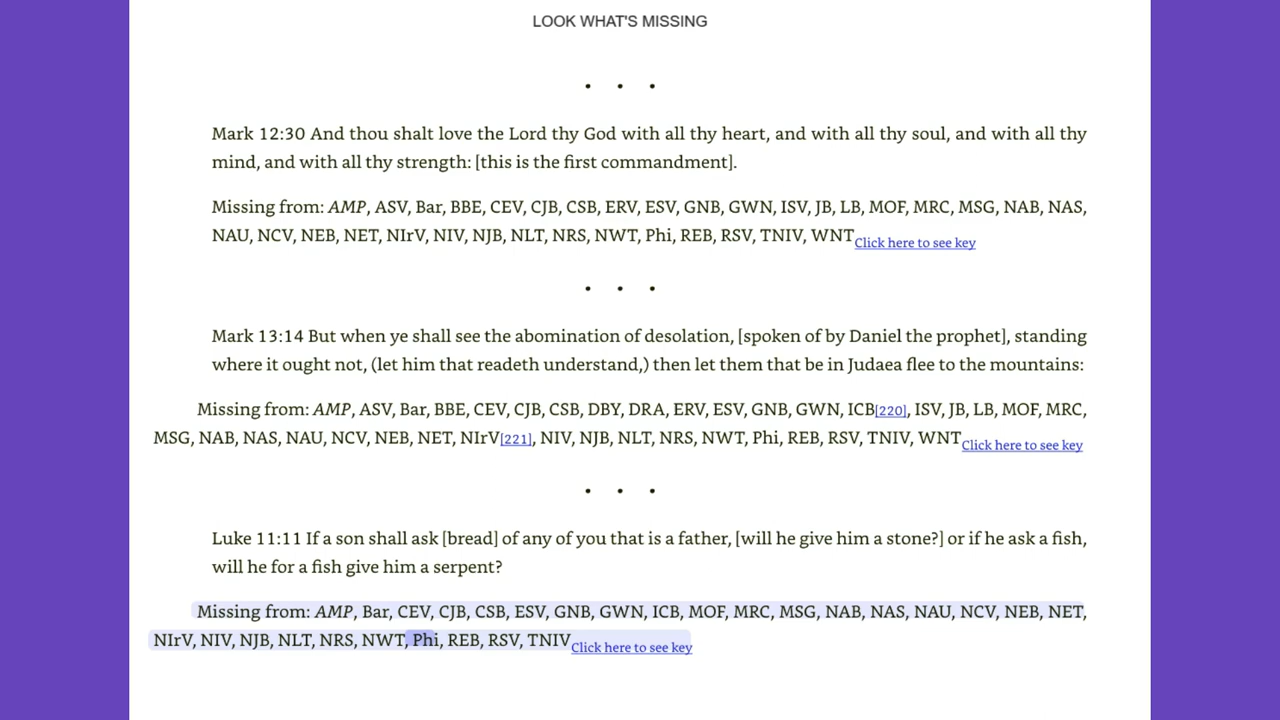 LOOK WHAT'S MISSING
• • •
Mark 12:30 And thou shalt love the Lord thy God with all thy heart, and with all thy soul, and with all thy
mind, and with all thy strength: [this is the first commandment].
Missing from: AMP, ASV, Bar, BBE, CEV, CJB, CSB, ERV, ESV, GNB, GWN, ISV, JB, LB, MOF, MRC, MSG, NAB, NAS,
NAU, NCV, NEB, NET, NIrV, NIV, NJB, NLT, NRS, NWT, Phi, REB, RSV, TNIV, WNT Click here to see key
• • •
Mark 13:14 But when ye shall see the abomination of desolation, [spoken of by Daniel the prophet], standing
where it ought not, (let him that readeth understand,) then let them that be in Judaea flee to the mountains:
Missing from: AMP, ASV, Bar, BBE, CEV, CJB, CSB, DBY, DRA, ERV, ESV, GNB, GWN, ICB[220], ISV, JB, LB, MOF, MRC,
MSG, NAB, NAS, NAU, NCV, NEB, NET, NIrV[221], NIV, NJB, NLT, NRS, NWT, Phi, REB, RSV, TNIV, WNT Click here to see key
• • •
Luke 11:11 If a son shall ask [bread] of any of you that is a father, [will he give him a stone?] or if he ask a fish,
will he for a fish give him a serpent?
Missing from: AMP, Bar, CEV, CJB, CSB, ESV, GNB, GWN, ICB, MOF, MRC, MSG, NAB, NAS, NAU, NCV, NEB, NET,
NIrV, NIV, NJB, NLT, NRS, NWT, Phi, REB, RSV, TNIV Click here to see key